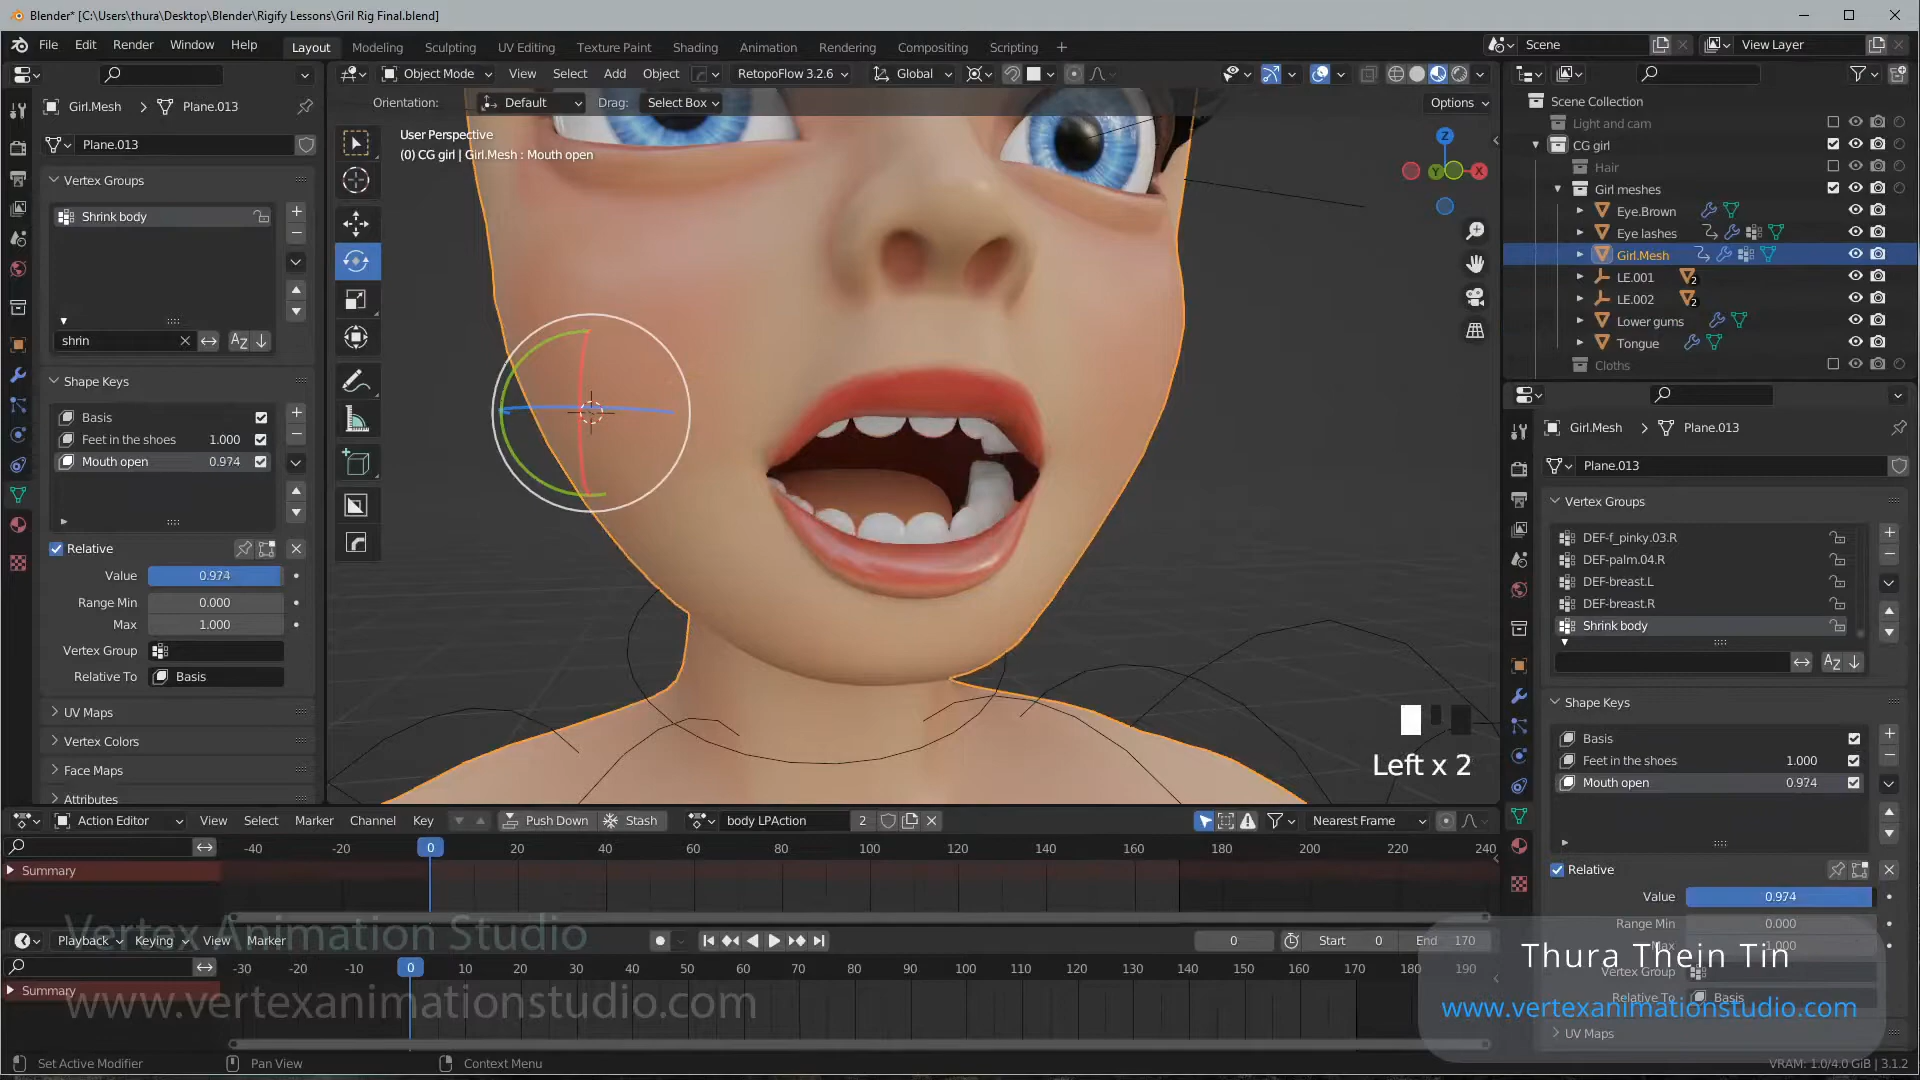 Blender* [C:\Users\thura\Desktop\Blender\Rigify Lessons\Gril Rig Final.blend]
File Edit Render Window Help Layout Modeling Sculpting UV Editing Texture Paint Shading Animation Rendering Compositing Scripting + Scene View Layer
Object Mode View Select Add Object RetopoFlow 3.2.6 Global
Orientation: Default Drag: Select Box Options
Girl.Mesh > Plane.013
Plane.013
Vertex Groups
Shrink body
shrin
Shape Keys
Basis
Feet in the shoes 1.000
Mouth open 0.974
Relative
Value 0.974
Range Min 0.000
Max 1.000
Vertex Group
Relative To Basis
UV Maps
Vertex Colors
Face Maps
Attributes
User Perspective
(0) CG girl | Girl.Mesh : Mouth open
Z
Y X
Left x 2
Scene Collection
Light and cam
CG girl
Hair
Girl meshes
Eye.Brown
Eye lashes
Girl.Mesh
LE.001 2
LE.002 2
Lower gums
Tongue
Cloths
Girl.Mesh > Plane.013
Plane.013
Vertex Groups
DEF-f_pinky.03.R
DEF-palm.04.R
DEF-breast.L
DEF-breast.R
Shrink body
Shape Keys
Basis
Feet in the shoes 1.000
Mouth open 0.974
Relative
Value 0.974
Range Min 0.000
Max 1.000
Vertex Group
Relative To Basis
UV Maps
Action Editor View Select Marker Channel Key Push Down Stash body LPAction 2 Nearest Frame
-40 -20 0 20 40 60 80 100 120 140 160 180 200 220 240
Summary
Vertex Animation Studio
Playback Keying View Marker 0 Start 0 End 170
-30 -20 -10 0 10 20 30 40 50 60 70 80 90 100 110 120 130 140 150 160 170 180 190
Summary
www.vertexanimationstudio.com
Thura Thein Tin
www.vertexanimationstudio.com
Set Active Modifier Pan View Context Menu VRAM: 1.0/4.0 GiB | 3.1.2